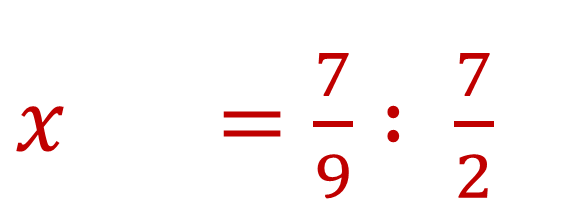 x = 7/9 : 7/2